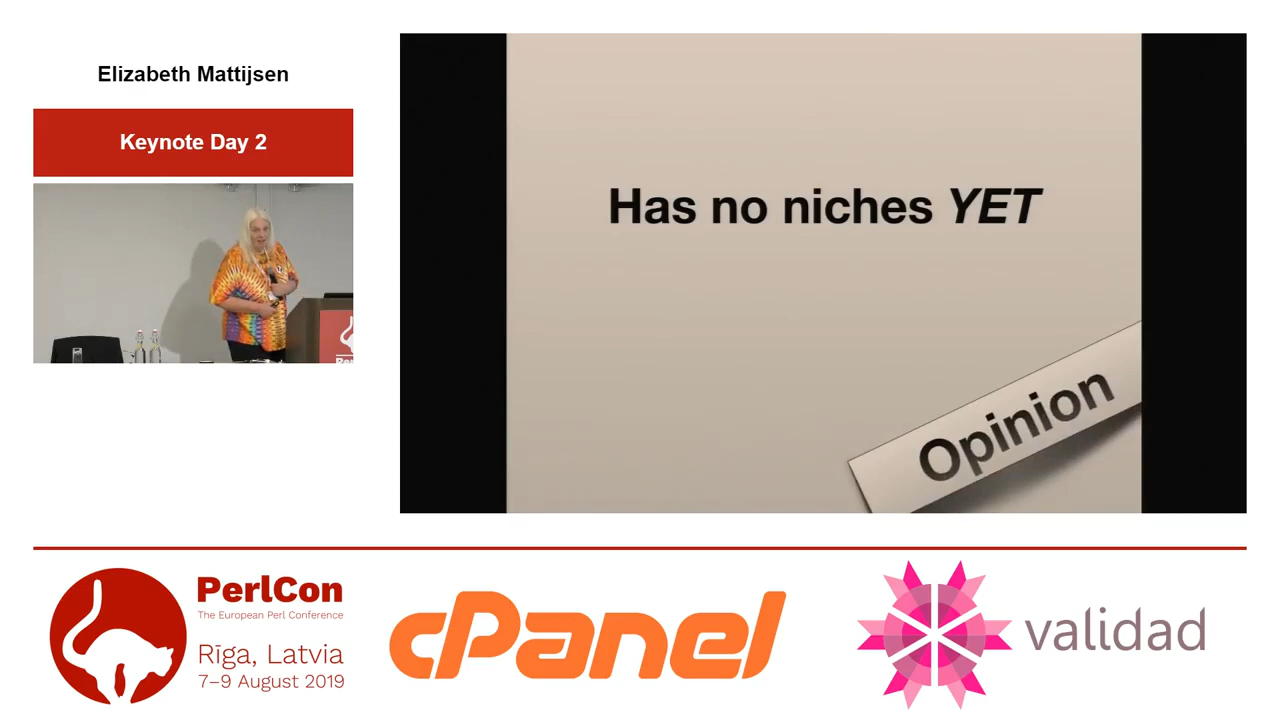 Elizabeth Mattijsen
Keynote Day 2
Has no niches YET
Opinion
PerlCon
The European Perl Conference
Rīga, Latvia
7–9 August 2019
cPanel
validad